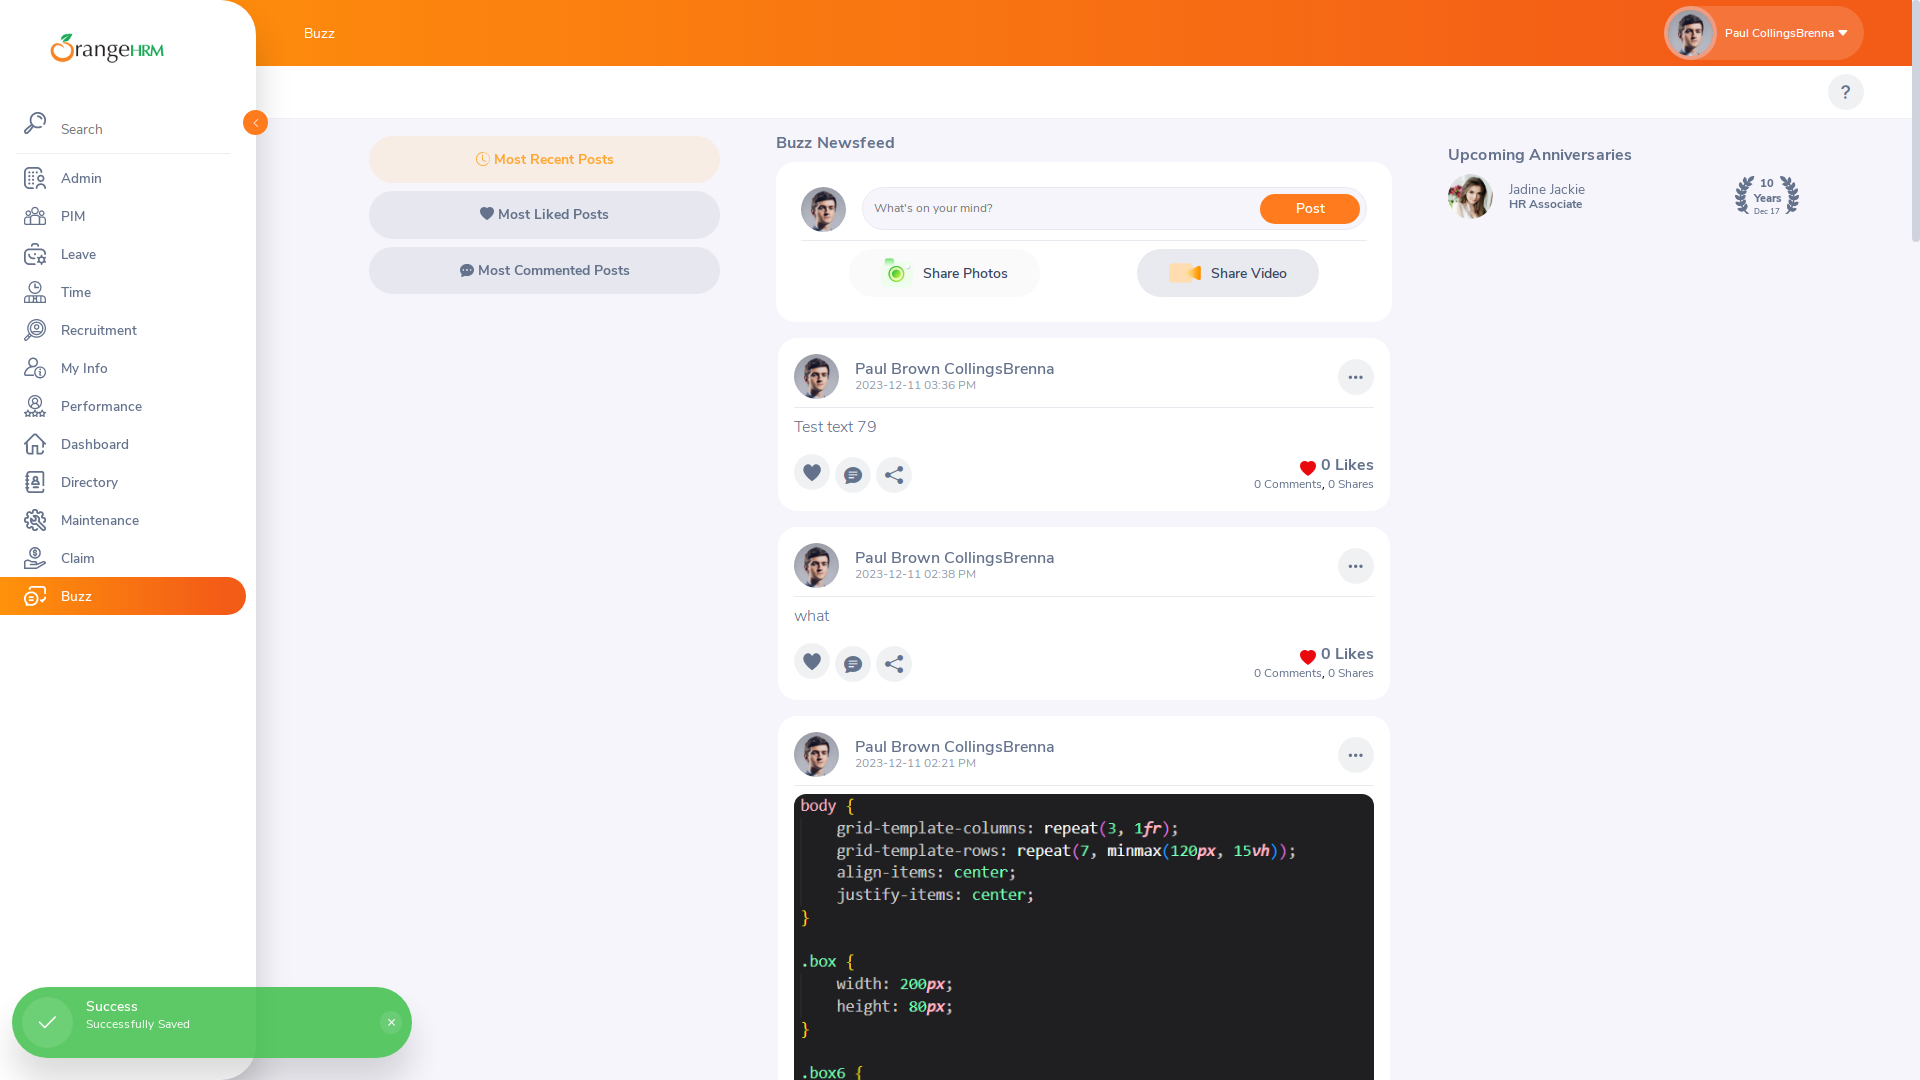 OrangeHRM
Search
Admin
PIM
Leave
Time
Recruitment
My Info
Performance
Dashboard
Directory
Maintenance
Claim
Buzz
Buzz
Paul CollingsBrenna
?
Most Recent Posts
Most Liked Posts
Most Commented Posts
Buzz Newsfeed
What's on your mind?
Post
Share Photos
Share Video
Paul Brown CollingsBrenna
2023-12-11 03:36 PM
Test text 79
0 Likes
0 Comments, 0 Shares
Paul Brown CollingsBrenna
2023-12-11 02:38 PM
what
0 Likes
0 Comments, 0 Shares
Paul Brown CollingsBrenna
2023-12-11 02:21 PM
body {
    grid-template-columns: repeat(3, 1fr);
    grid-template-rows: repeat(7, minmax(120px, 15vh));
    align-items: center;
    justify-items: center;
}
.box {
    width: 200px;
    height: 80px;
}
.box6 {
Upcoming Anniversaries
Jadine Jackie
HR Associate
10
Years
Dec 17
Success
Successfully Saved
×